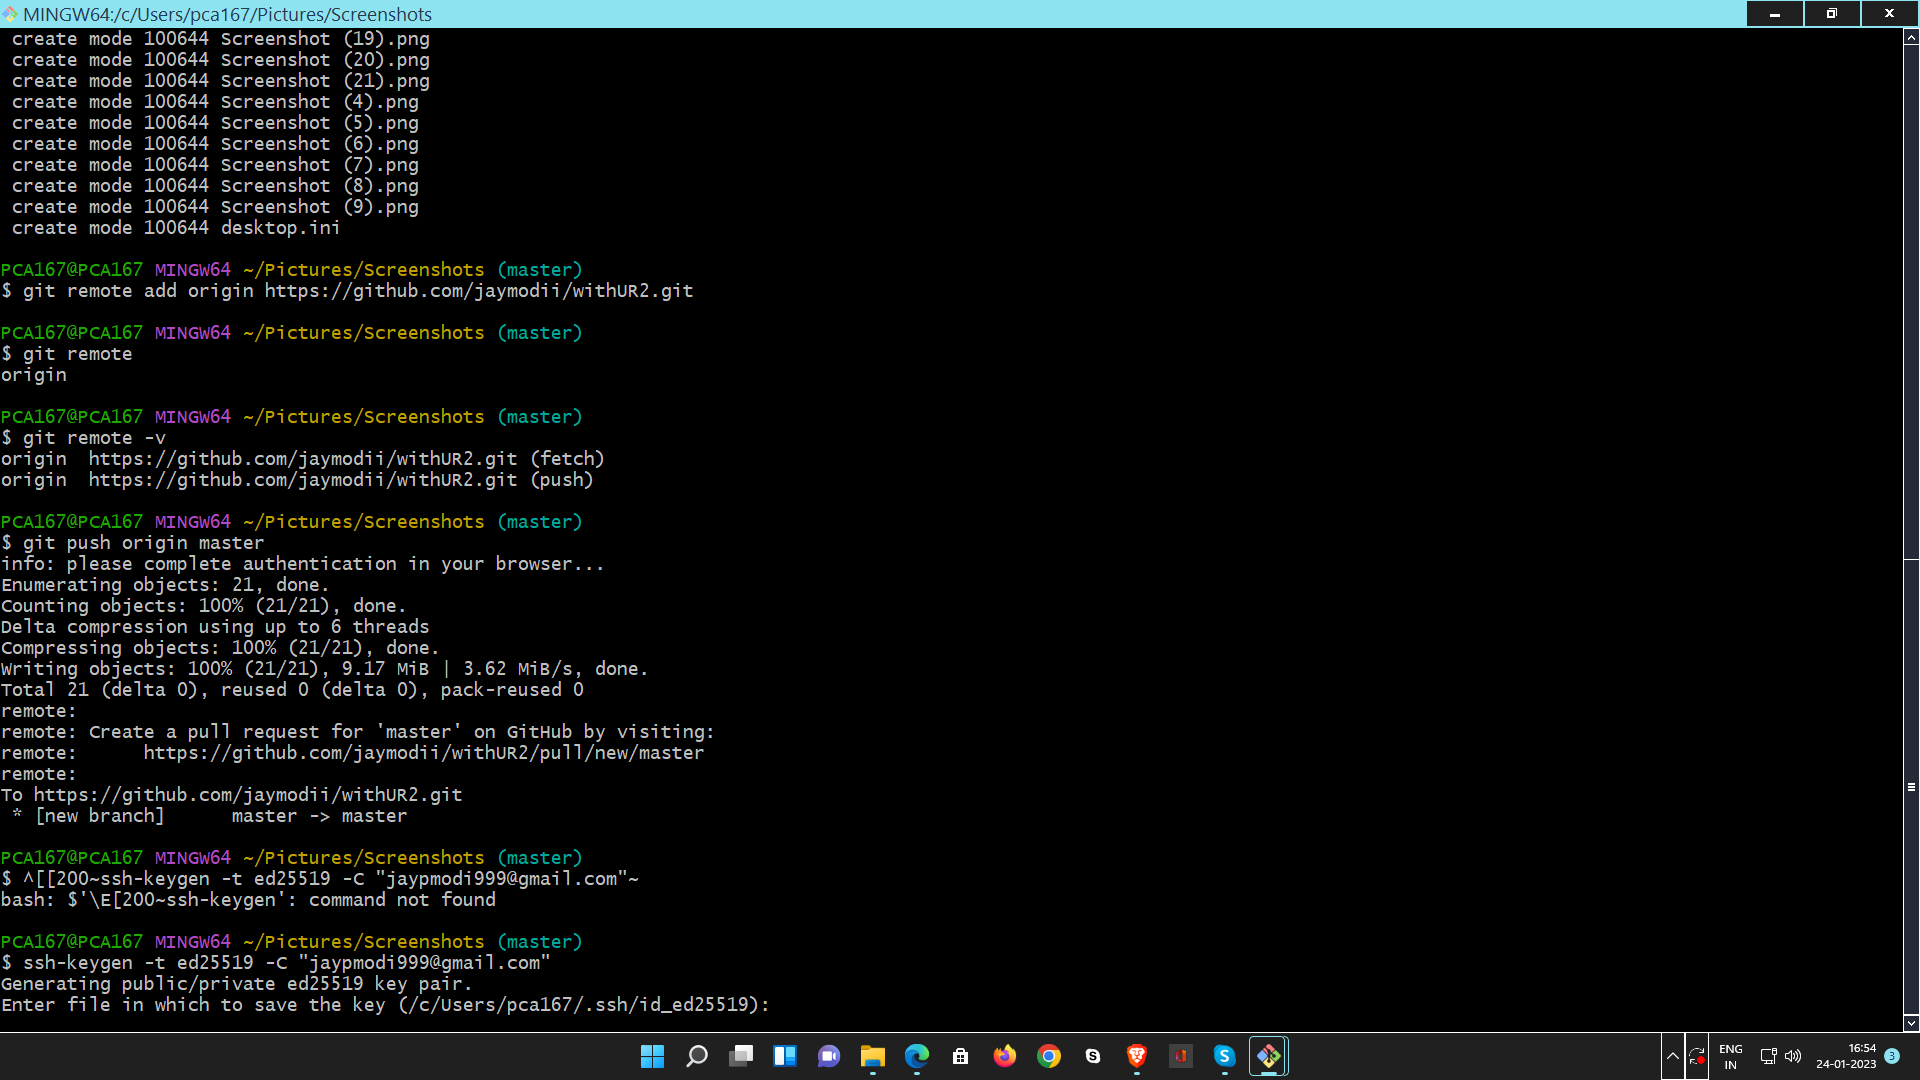 MINGW64:/c/Users/pca167/Pictures/Screenshots
create mode 100644 Screenshot (19).png
create mode 100644 Screenshot (20).png
create mode 100644 Screenshot (21).png
create mode 100644 Screenshot (4).png
create mode 100644 Screenshot (5).png
create mode 100644 Screenshot (6).png
create mode 100644 Screenshot (7).png
create mode 100644 Screenshot (8).png
create mode 100644 Screenshot (9).png
create mode 100644 desktop.ini
PCA167@PCA167 MINGW64 ~/Pictures/Screenshots (master)
$ git remote add origin https://github.com/jaymodii/withUR2.git
PCA167@PCA167 MINGW64 ~/Pictures/Screenshots (master)
$ git remote
origin
PCA167@PCA167 MINGW64 ~/Pictures/Screenshots (master)
$ git remote -v
origin  https://github.com/jaymodii/withUR2.git (fetch)
origin  https://github.com/jaymodii/withUR2.git (push)
PCA167@PCA167 MINGW64 ~/Pictures/Screenshots (master)
$ git push origin master
info: please complete authentication in your browser...
Enumerating objects: 21, done.
Counting objects: 100% (21/21), done.
Delta compression using up to 6 threads
Compressing objects: 100% (21/21), done.
Writing objects: 100% (21/21), 9.17 MiB | 3.62 MiB/s, done.
Total 21 (delta 0), reused 0 (delta 0), pack-reused 0
remote:
remote: Create a pull request for 'master' on GitHub by visiting:
remote:      https://github.com/jaymodii/withUR2/pull/new/master
remote:
To https://github.com/jaymodii/withUR2.git
* [new branch]      master -> master
PCA167@PCA167 MINGW64 ~/Pictures/Screenshots (master)
$ ^[[200~ssh-keygen -t ed25519 -C "jaypmodi999@gmail.com"~
bash: $'\E[200~ssh-keygen': command not found
PCA167@PCA167 MINGW64 ~/Pictures/Screenshots (master)
$ ssh-keygen -t ed25519 -C "jaypmodi999@gmail.com"
Generating public/private ed25519 key pair.
Enter file in which to save the key (/c/Users/pca167/.ssh/id_ed25519):
ENG
IN
16:54
24-01-2023
3